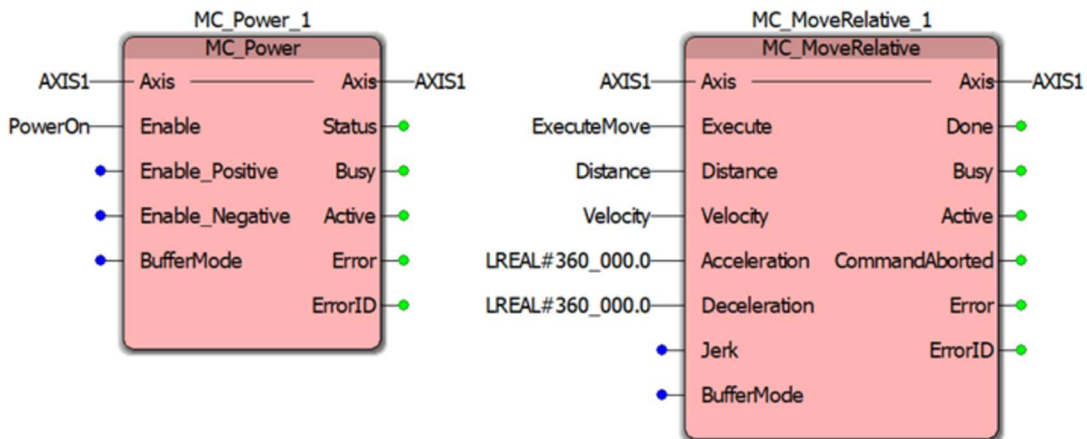 MC_Power_1
MC_Power
AXIS1 Axis Axis AXIS1
PowerOn Enable Status
Enable_Positive Busy
Enable_Negative Active
BufferMode Error
ErrorID
MC_MoveRelative_1
MC_MoveRelative
AXIS1 Axis Axis AXIS1
ExecuteMove Execute Done
Distance Distance Busy
Velocity Velocity Active
LREAL#360_000.0 Acceleration CommandAborted
LREAL#360_000.0 Deceleration Error
Jerk ErrorID
BufferMode